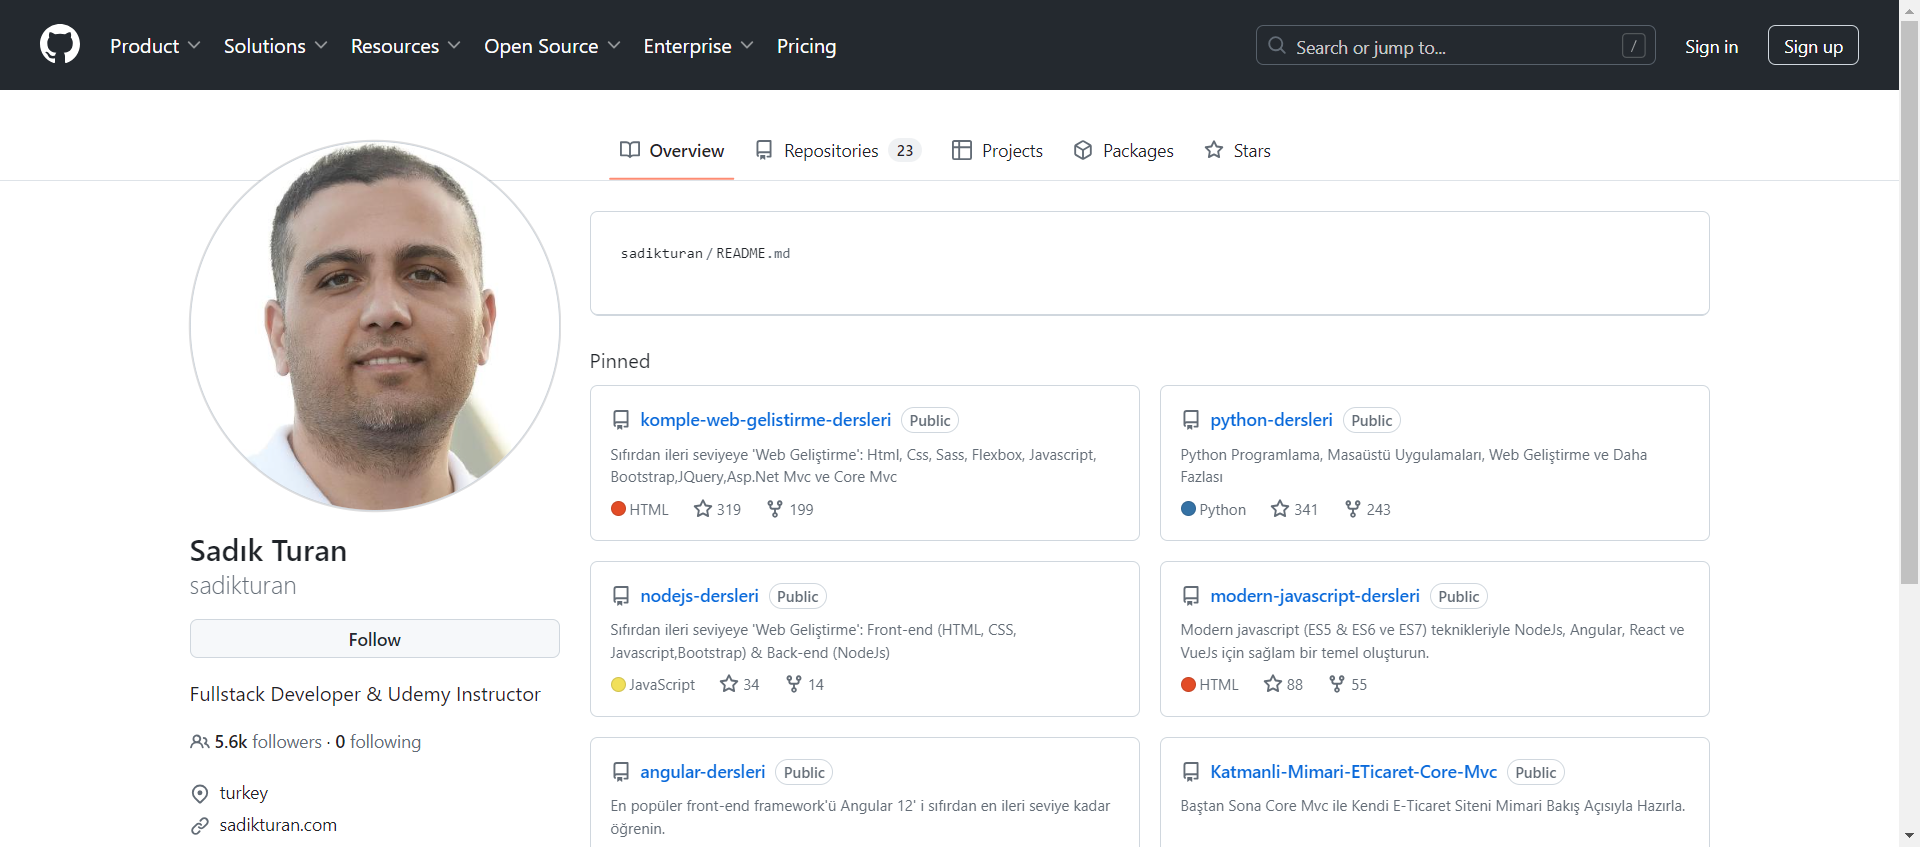 Product Solutions Resources Open Source Enterprise Pricing Search or jump to... / Sign in Sign up
Overview Repositories 23 Projects Packages Stars
Sadık Turan
sadikturan
Follow
Fullstack Developer & Udemy Instructor
5.6k followers · 0 following
turkey
sadikturan.com
sadikturan / README.md
Pinned
komple-web-gelistirme-dersleri Public
Sıfırdan ileri seviyeye 'Web Geliştirme': Html, Css, Sass, Flexbox, Javascript,
Bootstrap,JQuery,Asp.Net Mvc ve Core Mvc
HTML 319 199
python-dersleri Public
Python Programlama, Masaüstü Uygulamaları, Web Geliştirme ve Daha
Fazlası
Python 341 243
nodejs-dersleri Public
Sıfırdan ileri seviyeye 'Web Geliştirme': Front-end (HTML, CSS,
Javascript,Bootstrap) & Back-end (NodeJs)
JavaScript 34 14
modern-javascript-dersleri Public
Modern javascript (ES5 & ES6 ve ES7) teknikleriyle NodeJs, Angular, React ve
VueJs için sağlam bir temel oluşturun.
HTML 88 55
angular-dersleri Public
En popüler front-end framework'ü Angular 12' i sıfırdan en ileri seviye kadar
öğrenin.
Katmanli-Mimari-ETicaret-Core-Mvc Public
Baştan Sona Core Mvc ile Kendi E-Ticaret Siteni Mimari Bakış Açısıyla Hazırla.